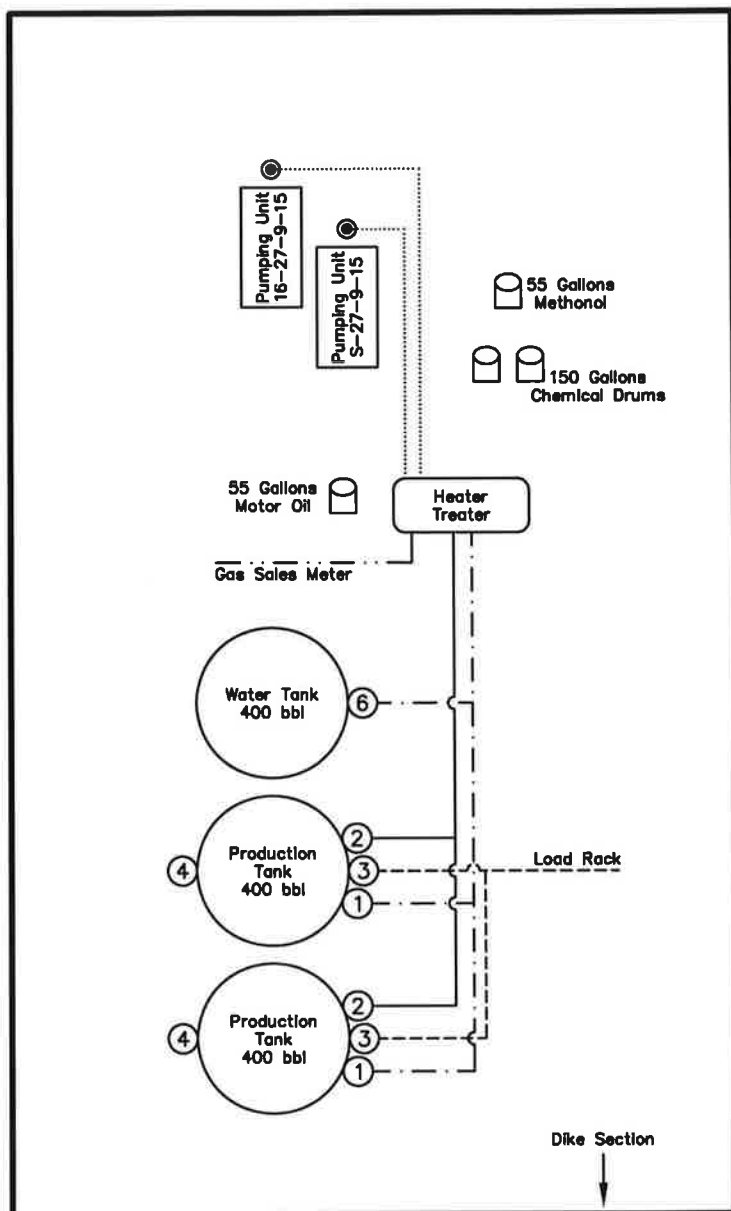 Pumping Unit
16-27-9-15
Pumping Unit
S-27-9-15
55 Gallons
Methonol
150 Gallons
Chemical Drums
55 Gallons
Motor Oil
Heater
Treater
Gas Sales Meter
Water Tank
400 bbl
6
2
Production
Tank
400 bbl
4
3
Load Rack
1
2
Production
Tank
400 bbl
4
3
1
Dike Section